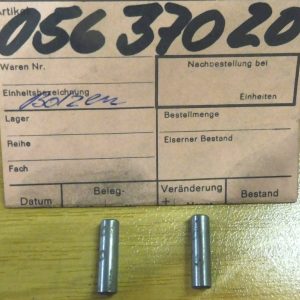 Artikel
056 370 20
Waren Nr.
Nachbestellung bei
Einheitsbezeichnung
Bolzen
Einheiten
Lager
Bestellmenge
Reihe
Eiserner Bestand
Fach
Datum Beleg- Veränderung Bestand
+